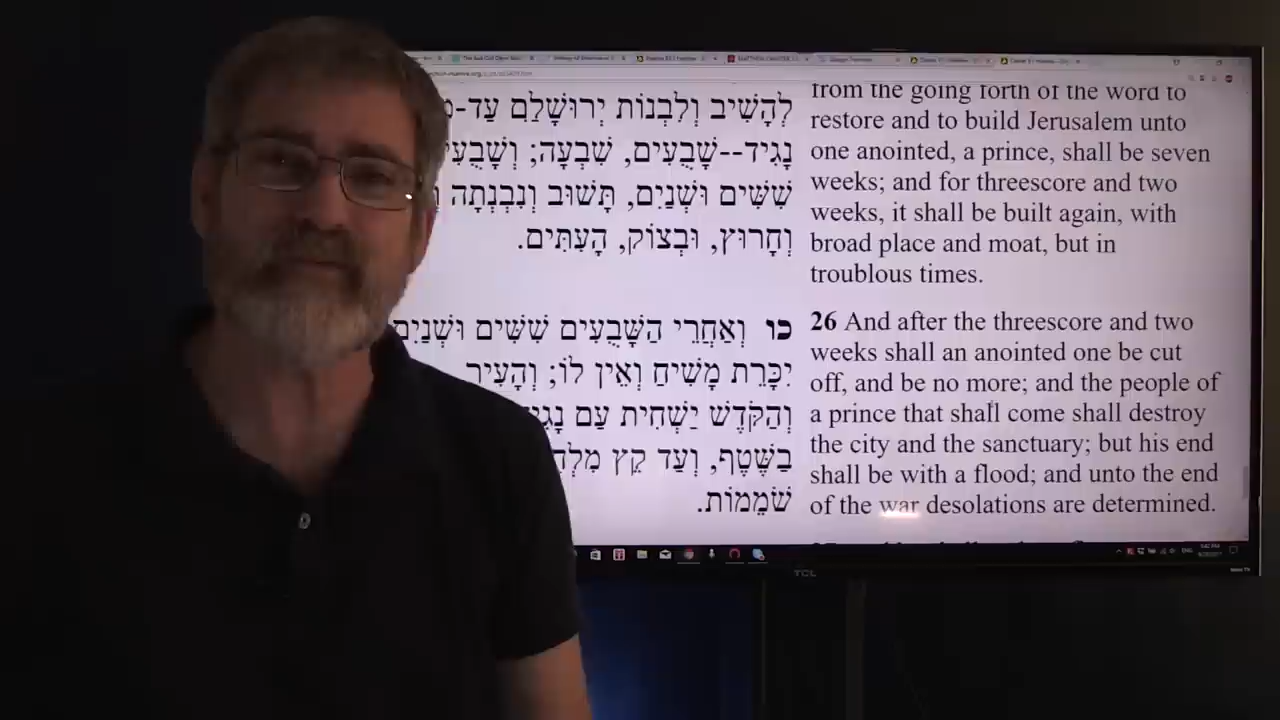 לְהָשִׁיב וְלִבְנוֹת יְרוּשָׁלִַם עַד-
נָגִיד--שָׁבֻעִים, שִׁבְעָה;
שִׁשִּׁים וּשְׁנַיִם, תָּשׁוּב וְנִבְנְתָה
וְחָרוּץ, וּבְצוֹק, הָעִתִּים.
כו וְאַחֲרֵי הַשָּׁבֻעִים שִׁשִּׁים וּשְׁנַיִם
יִכָּרֵת מָשִׁיחַ וְאֵין לוֹ; וְהָעִיר
וְהַקֹּדֶשׁ יַשְׁחִית עַם
בַשֶּׁטֶף, וְעַד קֵץ
שֹׁמֵמוֹת.
from the going forth of the word to
restore and to build Jerusalem unto
one anointed, a prince, shall be seven
weeks; and for threescore and two
weeks, it shall be built again, with
broad place and moat, but in
troublous times.
26 And after the threescore and two
weeks shall an anointed one be cut
off, and be no more; and the people of
a prince that shall come shall destroy
the city and the sanctuary; but his end
shall be with a flood; and unto the end
of the war desolations are determined.
TCL